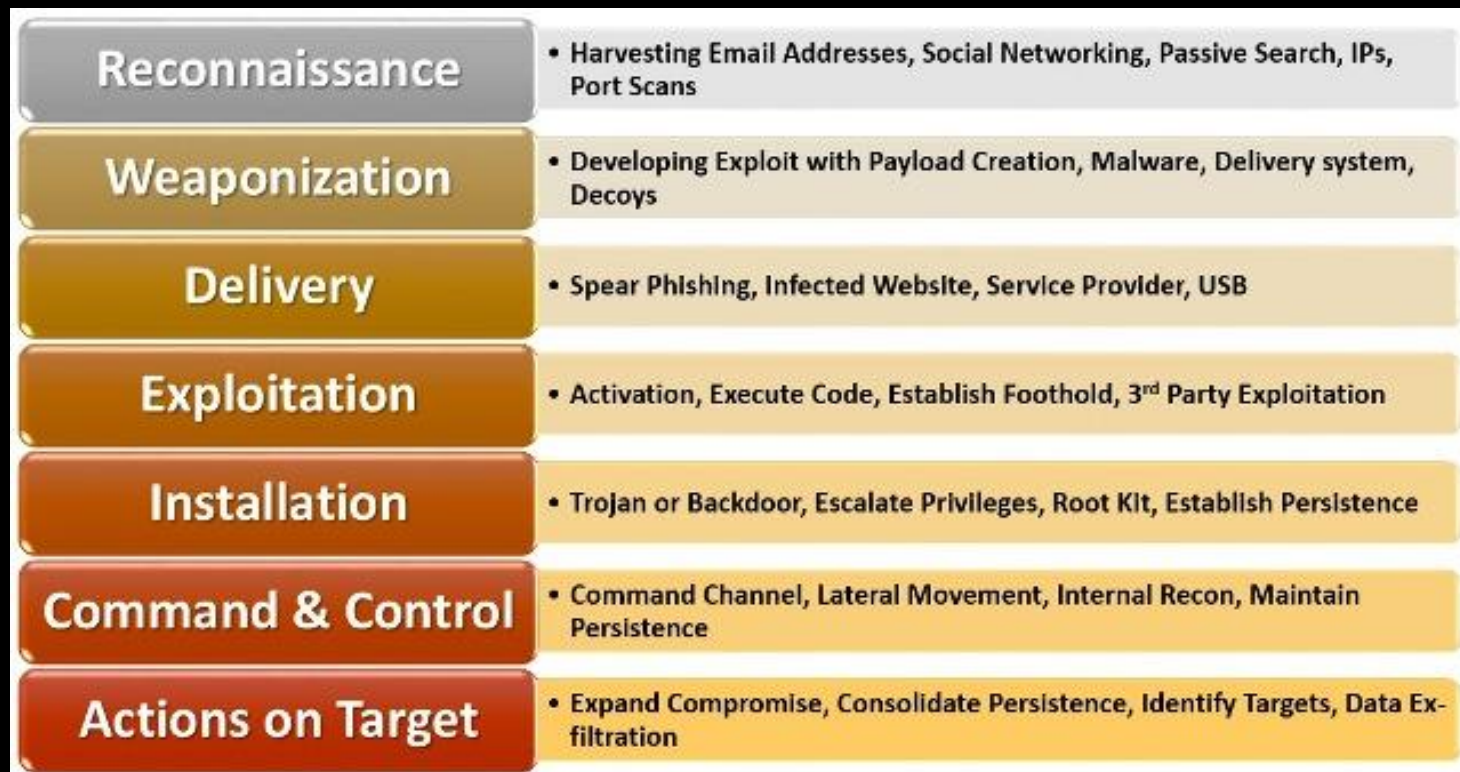 Reconnaissance
• Harvesting Email Addresses, Social Networking, Passive Search, IPs,
Port Scans
Weaponization
• Developing Exploit with Payload Creation, Malware, Delivery system,
Decoys
Delivery
• Spear Phishing, Infected Website, Service Provider, USB
Exploitation
• Activation, Execute Code, Establish Foothold, 3rd Party Exploitation
Installation
• Trojan or Backdoor, Escalate Privileges, Root Kit, Establish Persistence
Command & Control
• Command Channel, Lateral Movement, Internal Recon, Maintain
Persistence
Actions on Target
• Expand Compromise, Consolidate Persistence, Identify Targets, Data Ex-
filtration